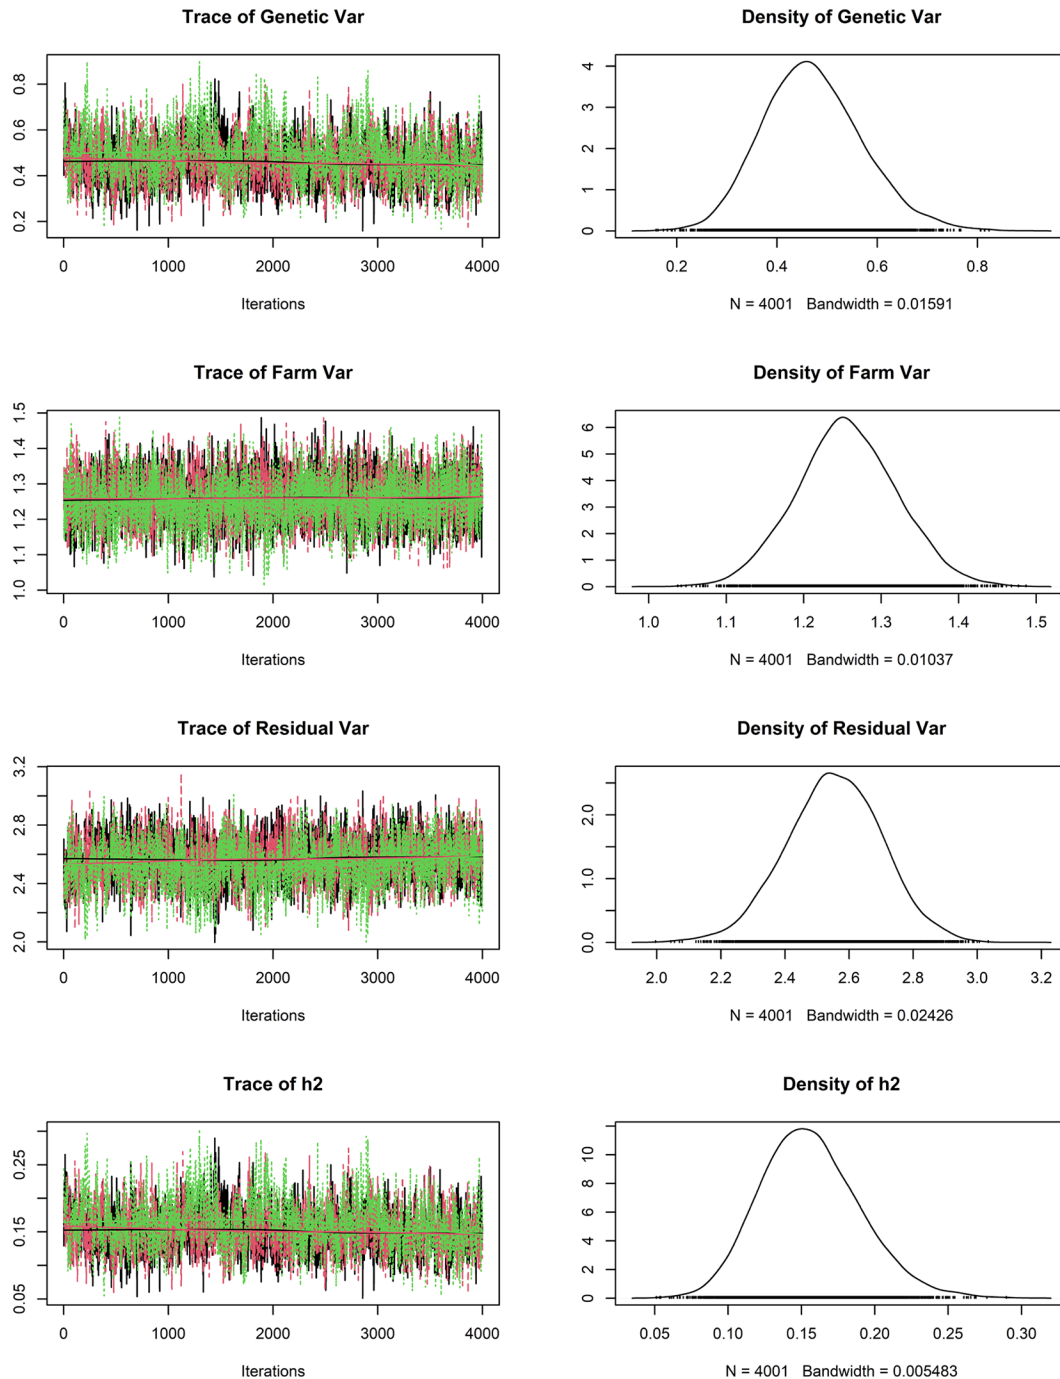 Trace of Genetic Var
Density of Genetic Var
0.8
0.6
0.4
0.2
0 1000 2000 3000 4000
Iterations
4
3
2
1
0
0.2 0.4 0.6 0.8
N = 4001 Bandwidth = 0.01591
Trace of Farm Var
Density of Farm Var
1.5
1.4
1.3
1.2
1.1
1.0
0 1000 2000 3000 4000
Iterations
6
5
4
3
2
1
0
1.0 1.1 1.2 1.3 1.4 1.5
N = 4001 Bandwidth = 0.01037
Trace of Residual Var
Density of Residual Var
3.2
2.8
2.4
2.0
0 1000 2000 3000 4000
Iterations
2.0
1.0
0.0
2.0 2.2 2.4 2.6 2.8 3.0 3.2
N = 4001 Bandwidth = 0.02426
Trace of h2
Density of h2
0.25
0.15
0.05
0 1000 2000 3000 4000
Iterations
10
8
6
4
2
0
0.05 0.10 0.15 0.20 0.25 0.30
N = 4001 Bandwidth = 0.005483